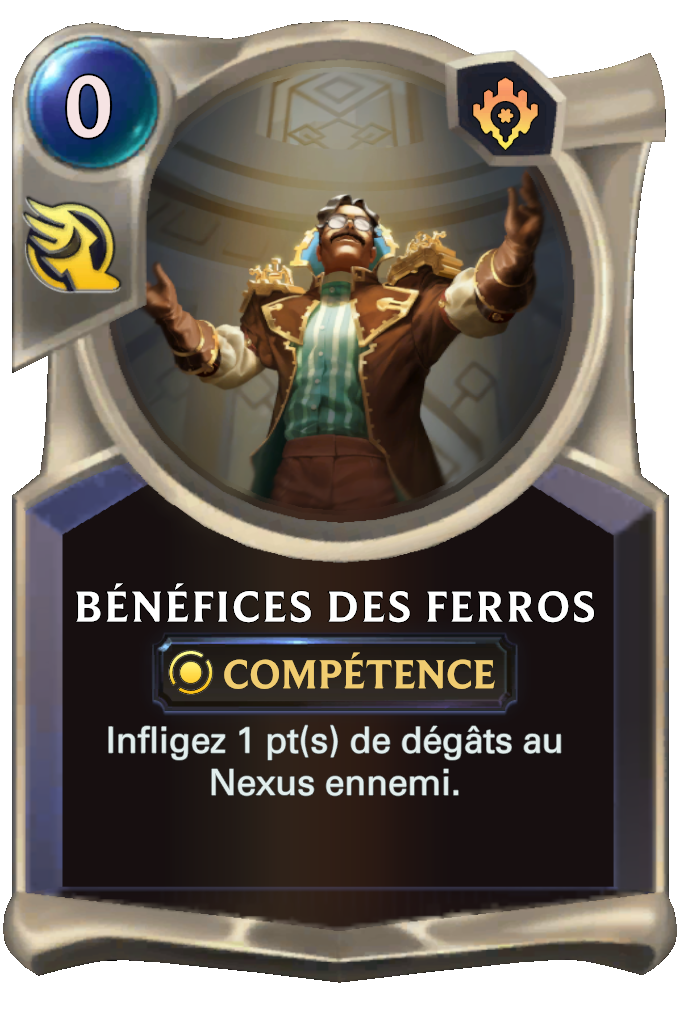 0
BÉNÉFICES DES FERROS
COMPÉTENCE
Infligez 1 pt(s) de dégâts au
Nexus ennemi.